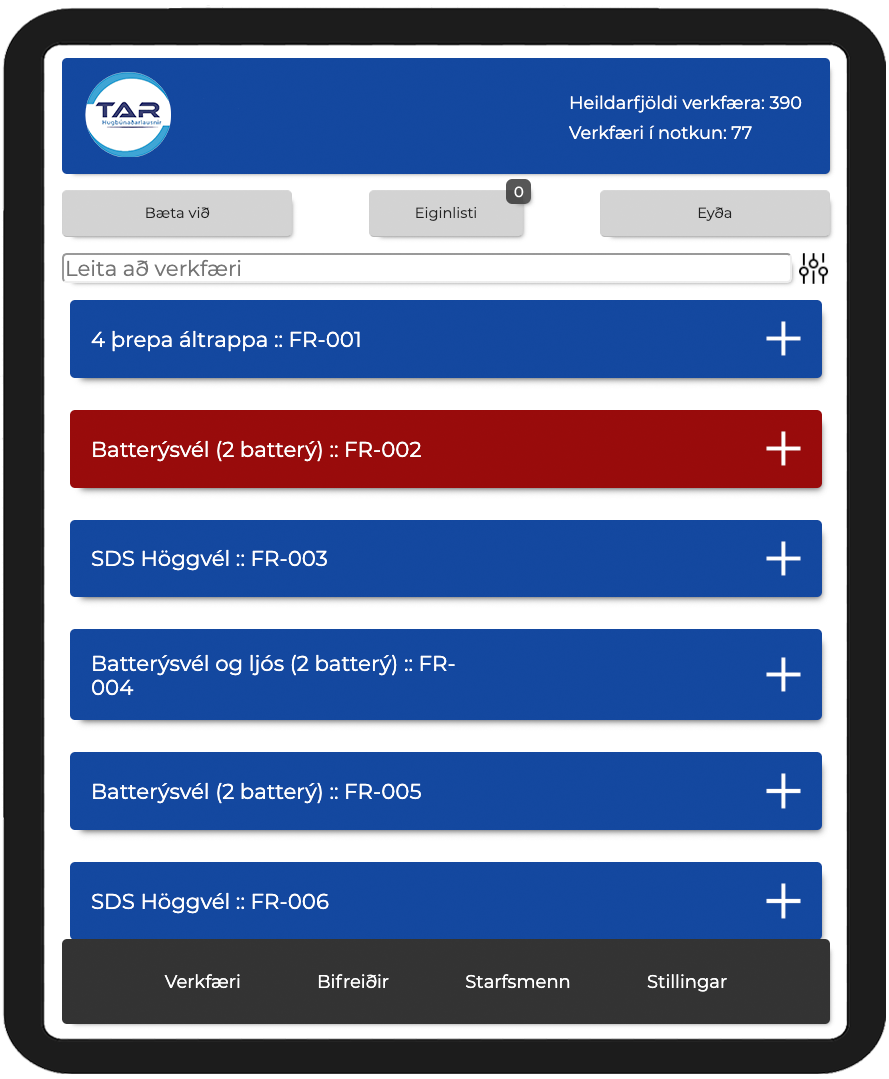 TAR
Hugbúnaðarlausnir
Heildarfjöldi verkfæra: 390
Verkfæri í notkun: 77
Bæta við
Eiginlisti
0
Eyða
Leita að verkfæri
4 þrepa áltrappa :: FR-001
Batterýsvél (2 batterý) :: FR-002
SDS Höggvél :: FR-003
Batterýsvél og ljós (2 batterý) :: FR-
004
Batterýsvél (2 batterý) :: FR-005
SDS Höggvél :: FR-006
Verkfæri
Bifreiðir
Starfsmenn
Stillingar